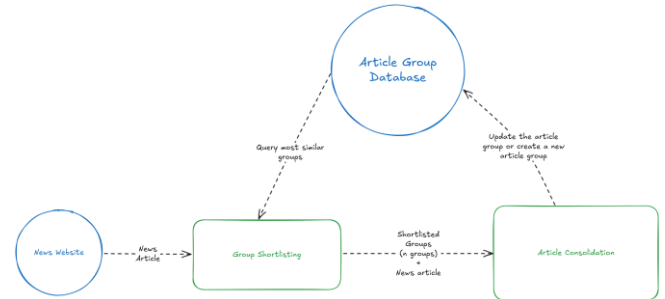 Article Group
Database
Query most similar
groups
Update the article
group or create a new
article group
News Website
News
Article
Group Shortlisting
Shortlisted
Groups
(n groups)
+
News article
Article Consolidation